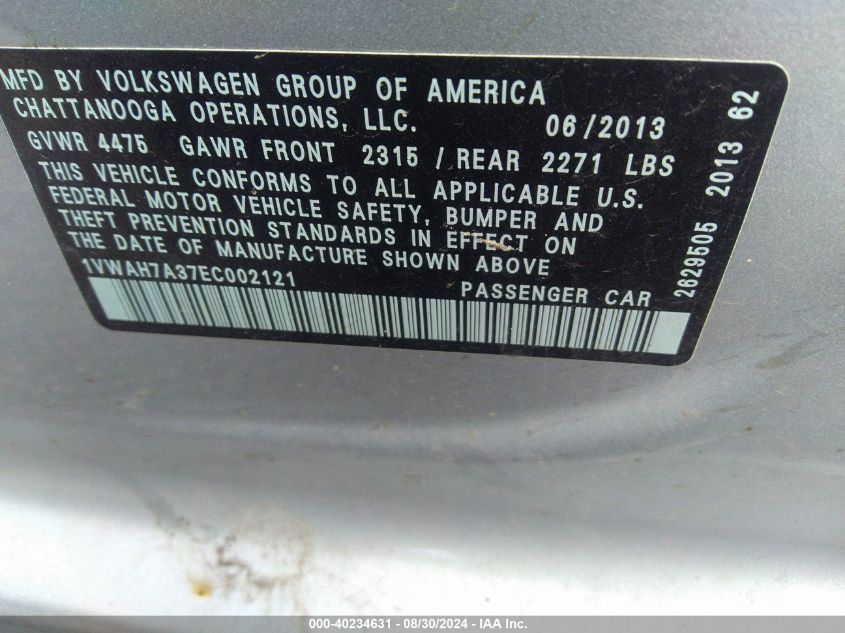 MFD BY VOLKSWAGEN GROUP OF AMERICA
CHATTANOOGA OPERATIONS, LLC. 06/2013
GVWR 4475 GAWR FRONT 2315 / REAR 2271 LBS
THIS VEHICLE CONFORMS TO ALL APPLICABLE U.S.
FEDERAL MOTOR VEHICLE SAFETY, BUMPER AND
THEFT PREVENTION STANDARDS IN EFFECT ON
THE DATE OF MANUFACTURE SHOWN ABOVE
1VWAH7A37EC002121 PASSENGER CAR
2629505 2013 62
000-40234631 - 08/30/2024 - IAA Inc.